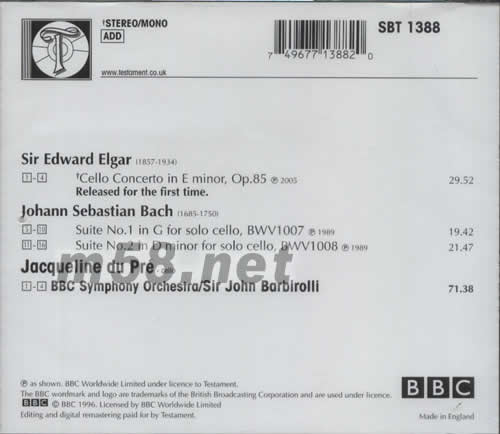 †STEREO/MONO
ADD
SBT 1388
7 49677 13882 0
www.testament.co.uk
Sir Edward Elgar (1857-1934)
1-4 †Cello Concerto in E minor, Op.85 ℗ 2005 29.52
Released for the first time.
Johann Sebastian Bach (1685-1750)
Suite No.1 in G for solo cello, BWV1007 ℗ 1989 19.42
11-16 Suite No.2 in D minor for solo cello, BWV1008 ℗ 1989 21.47
Jacqueline du Pré - cello
m58.net
1-4 BBC Symphony Orchestra/Sir John Barbirolli 71.38
℗ as shown. BBC Worldwide Limited under licence to Testament.
The BBC wordmark and logo are trademarks of the British Broadcasting Corporation and are used under licence.
BBC © BBC 1996. Licensed by BBC Worldwide Limited
Editing and digital remastering paid for by Testament.
BBC
Made in England